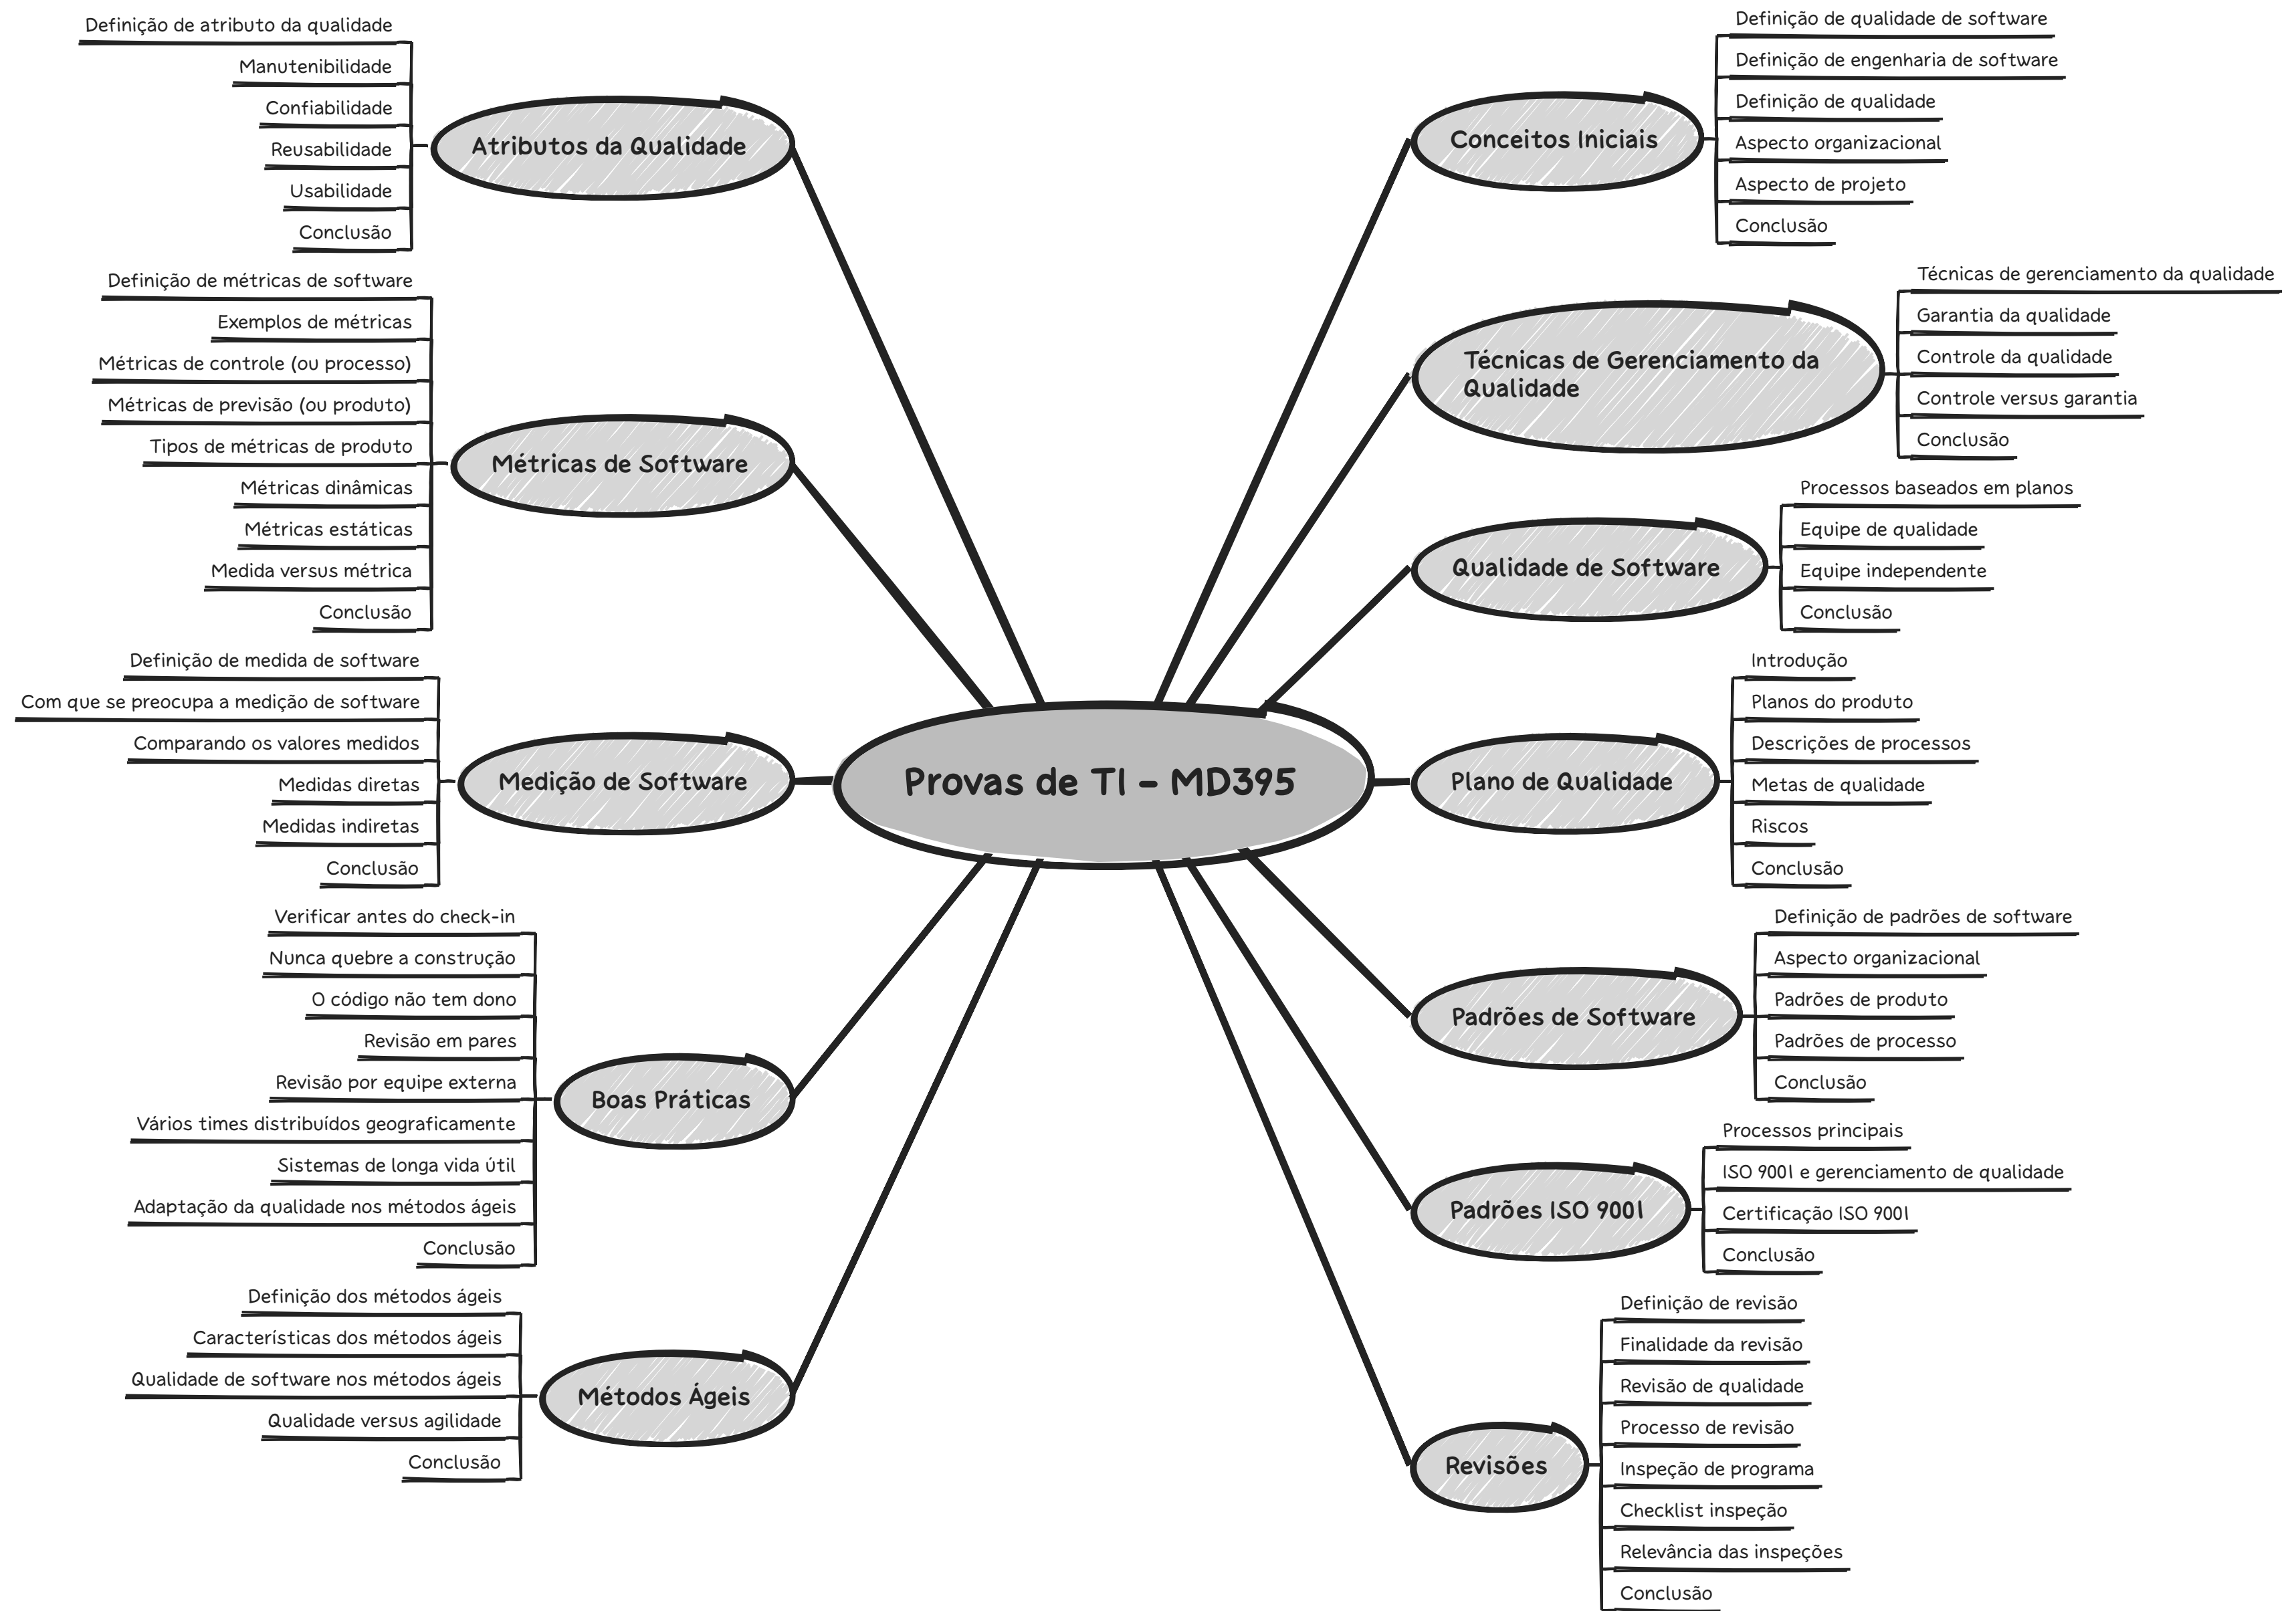 Provas de TI – MD395
Conceitos Iniciais
Definição de qualidade de software
Definição de engenharia de software
Definição de qualidade
Aspecto organizacional
Aspecto de projeto
Conclusão
Técnicas de Gerenciamento da
Qualidade
Técnicas de gerenciamento da qualidade
Garantia da qualidade
Controle da qualidade
Controle versus garantia
Conclusão
Qualidade de Software
Processos baseados em planos
Equipe de qualidade
Equipe independente
Conclusão
Plano de Qualidade
Introdução
Planos do produto
Descrições de processos
Metas de qualidade
Riscos
Conclusão
Padrões de Software
Definição de padrões de software
Aspecto organizacional
Padrões de produto
Padrões de processo
Conclusão
Padrões ISO 9001
Processos principais
ISO 9001 e gerenciamento de qualidade
Certificação ISO 9001
Conclusão
Revisões
Definição de revisão
Finalidade da revisão
Revisão de qualidade
Processo de revisão
Inspeção de programa
Checklist inspeção
Relevância das inspeções
Conclusão
Métodos Ágeis
Definição dos métodos ágeis
Características dos métodos ágeis
Qualidade de software nos métodos ágeis
Qualidade versus agilidade
Conclusão
Boas Práticas
Verificar antes do check-in
Nunca quebre a construção
O código não tem dono
Revisão em pares
Revisão por equipe externa
Vários times distribuídos geograficamente
Sistemas de longa vida útil
Adaptação da qualidade nos métodos ágeis
Conclusão
Medição de Software
Definição de medida de software
Com que se preocupa a medição de software
Comparando os valores medidos
Medidas diretas
Medidas indiretas
Conclusão
Métricas de Software
Definição de métricas de software
Exemplos de métricas
Métricas de controle (ou processo)
Métricas de previsão (ou produto)
Tipos de métricas de produto
Métricas dinâmicas
Métricas estáticas
Medida versus métrica
Conclusão
Atributos da Qualidade
Definição de atributo da qualidade
Manutenibilidade
Confiabilidade
Reusabilidade
Usabilidade
Conclusão